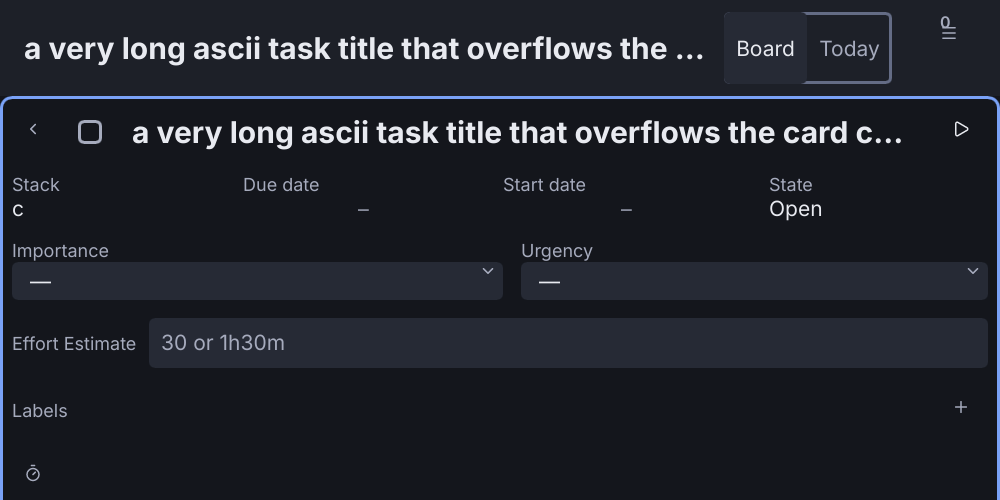 a very long ascii task title that overflows the ... Board Today 0
a very long ascii task title that overflows the card c...
Stack Due date Start date State
c – – Open
Importance Urgency
— —
Effort Estimate 30 or 1h30m
Labels +